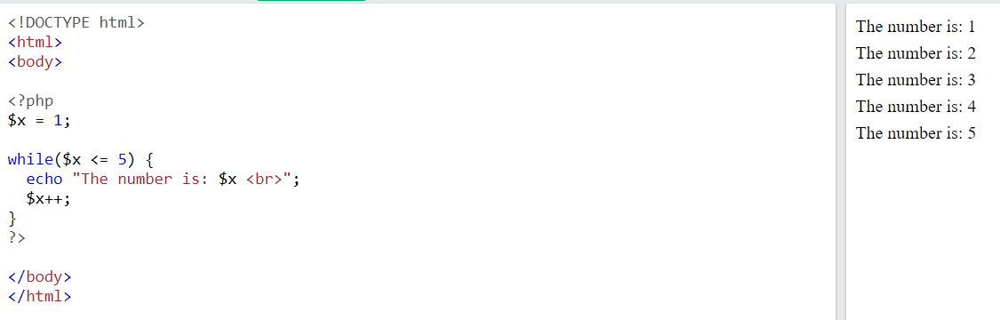 <!DOCTYPE html>
<html>
<body>
<?php
$x = 1;
while($x <= 5) {
  echo "The number is: $x <br>";
  $x++;
}
?>
</body>
</html>
The number is: 1
The number is: 2
The number is: 3
The number is: 4
The number is: 5